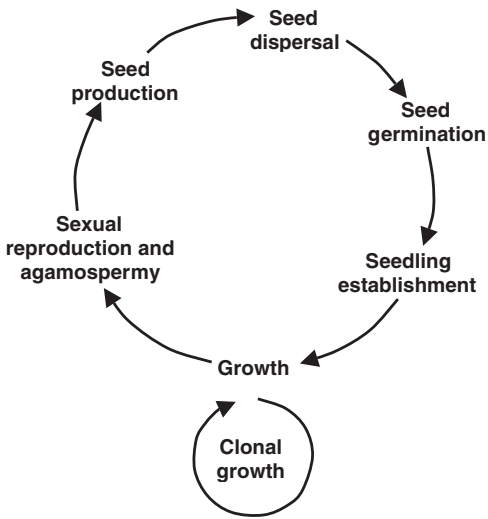 Seed
dispersal
Seed
germination
Seedling
establishment
Growth
Clonal
growth
Sexual
reproduction and
agamospermy
Seed
production